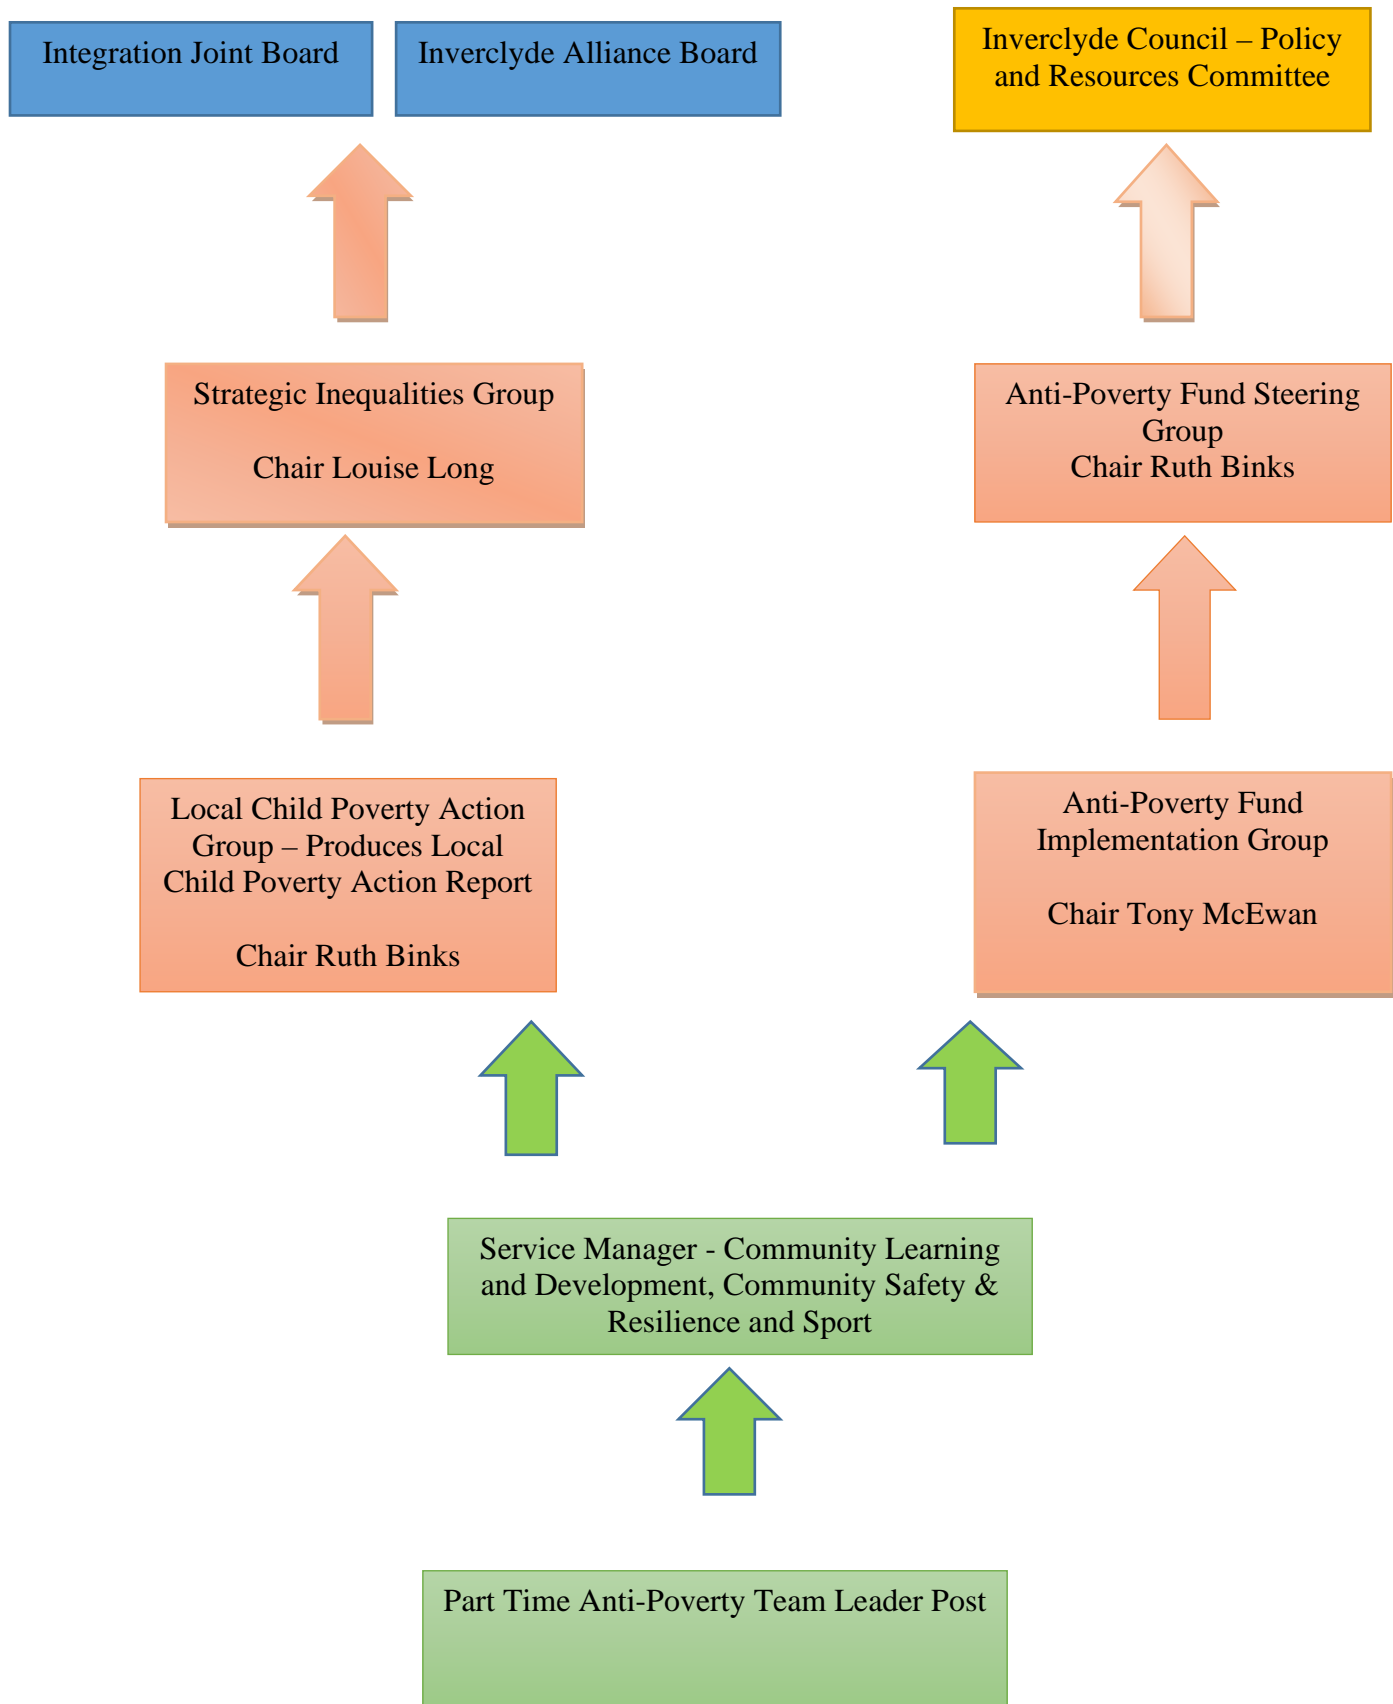 Integration Joint Board
Inverclyde Alliance Board
Inverclyde Council – Policy
and Resources Committee
Strategic Inequalities Group
Chair Louise Long
Anti-Poverty Fund Steering
Group
Chair Ruth Binks
Local Child Poverty Action
Group – Produces Local
Child Poverty Action Report
Chair Ruth Binks
Anti-Poverty Fund
Implementation Group
Chair Tony McEwan
Service Manager - Community Learning
and Development, Community Safety &
Resilience and Sport
Part Time Anti-Poverty Team Leader Post